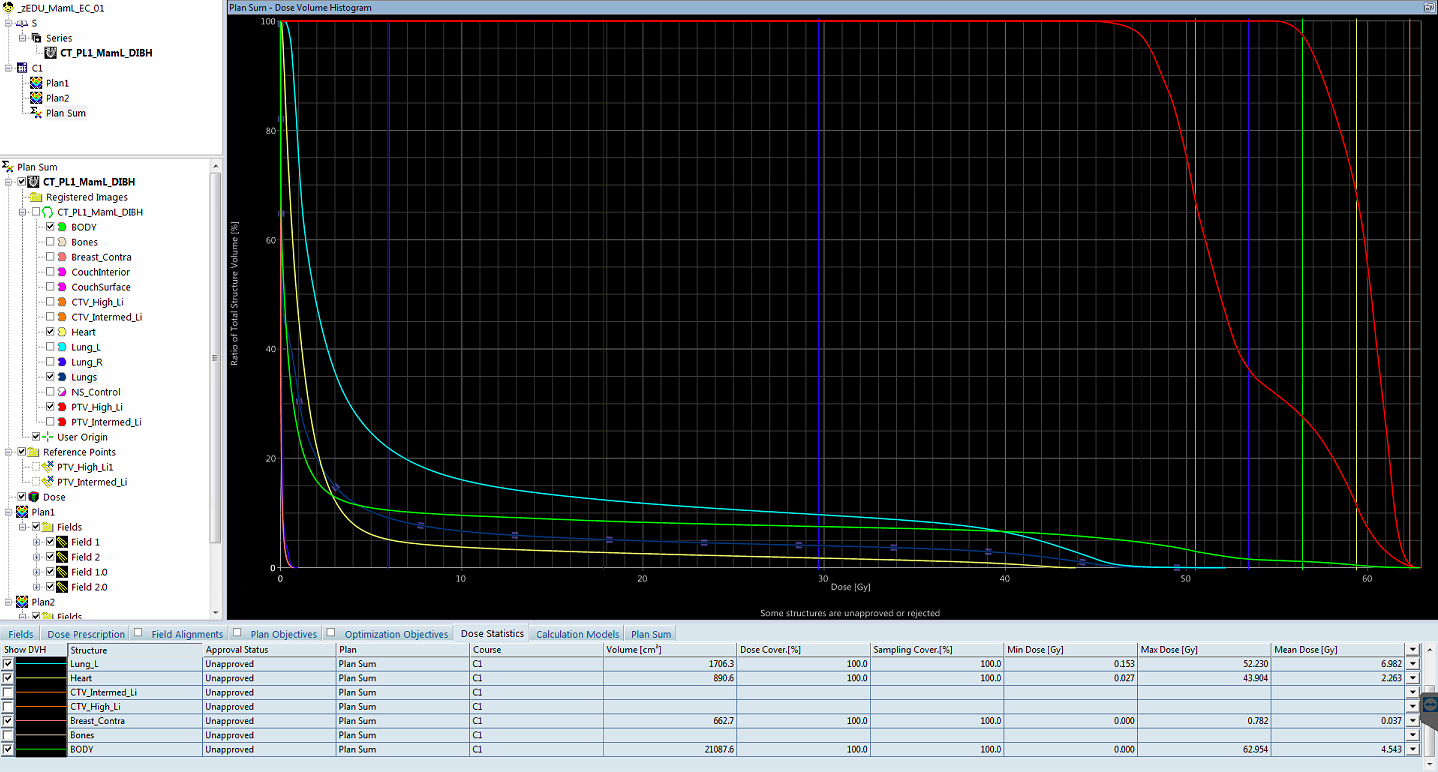 _zEDU_MamL_EC_01
S
Series
CT_PL1_MamL_DIBH
C1
Plan1
Plan2
Plan Sum
Plan Sum
CT_PL1_MamL_DIBH
Registered Images
CT_PL1_MamL_DIBH
BODY
Bones
Breast_Contra
CouchInterior
CouchSurface
CTV_High_Li
CTV_Intermed_Li
Heart
Lung_L
Lung_R
Lungs
NS_Control
PTV_High_Li
PTV_Intermed_Li
User Origin
Reference Points
PTV_High_Li1
PTV_Intermed_Li
Dose
Plan1
Fields
Field 1
Field 2
Field 1.0
Field 2.0
Plan2
Fields
Plan Sum - Dose Volume Histogram
Ratio of Total Structure Volume [%]
100
80
60
40
20
0
0 10 20 30 40 50 60
Dose [Gy]
Some structures are unapproved or rejected
Fields Dose Prescription Field Alignments Plan Objectives Optimization Objectives Dose Statistics Calculation Models Plan Sum
Show DVH Structure Approval Status Plan Course Volume [cm³] Dose Cover.[%] Sampling Cover.[%] Min Dose [Gy] Max Dose [Gy] Mean Dose [Gy]
Lung_L Unapproved Plan Sum C1 1706.3 100.0 100.0 0.153 52.230 6.982
Heart Unapproved Plan Sum C1 890.6 100.0 100.0 0.027 43.904 2.263
CTV_Intermed_Li Unapproved Plan Sum C1
CTV_High_Li Unapproved Plan Sum C1
Breast_Contra Unapproved Plan Sum C1 662.7 100.0 100.0 0.000 0.782 0.037
Bones Unapproved Plan Sum C1
BODY Unapproved Plan Sum C1 21087.6 100.0 100.0 0.000 62.954 4.543